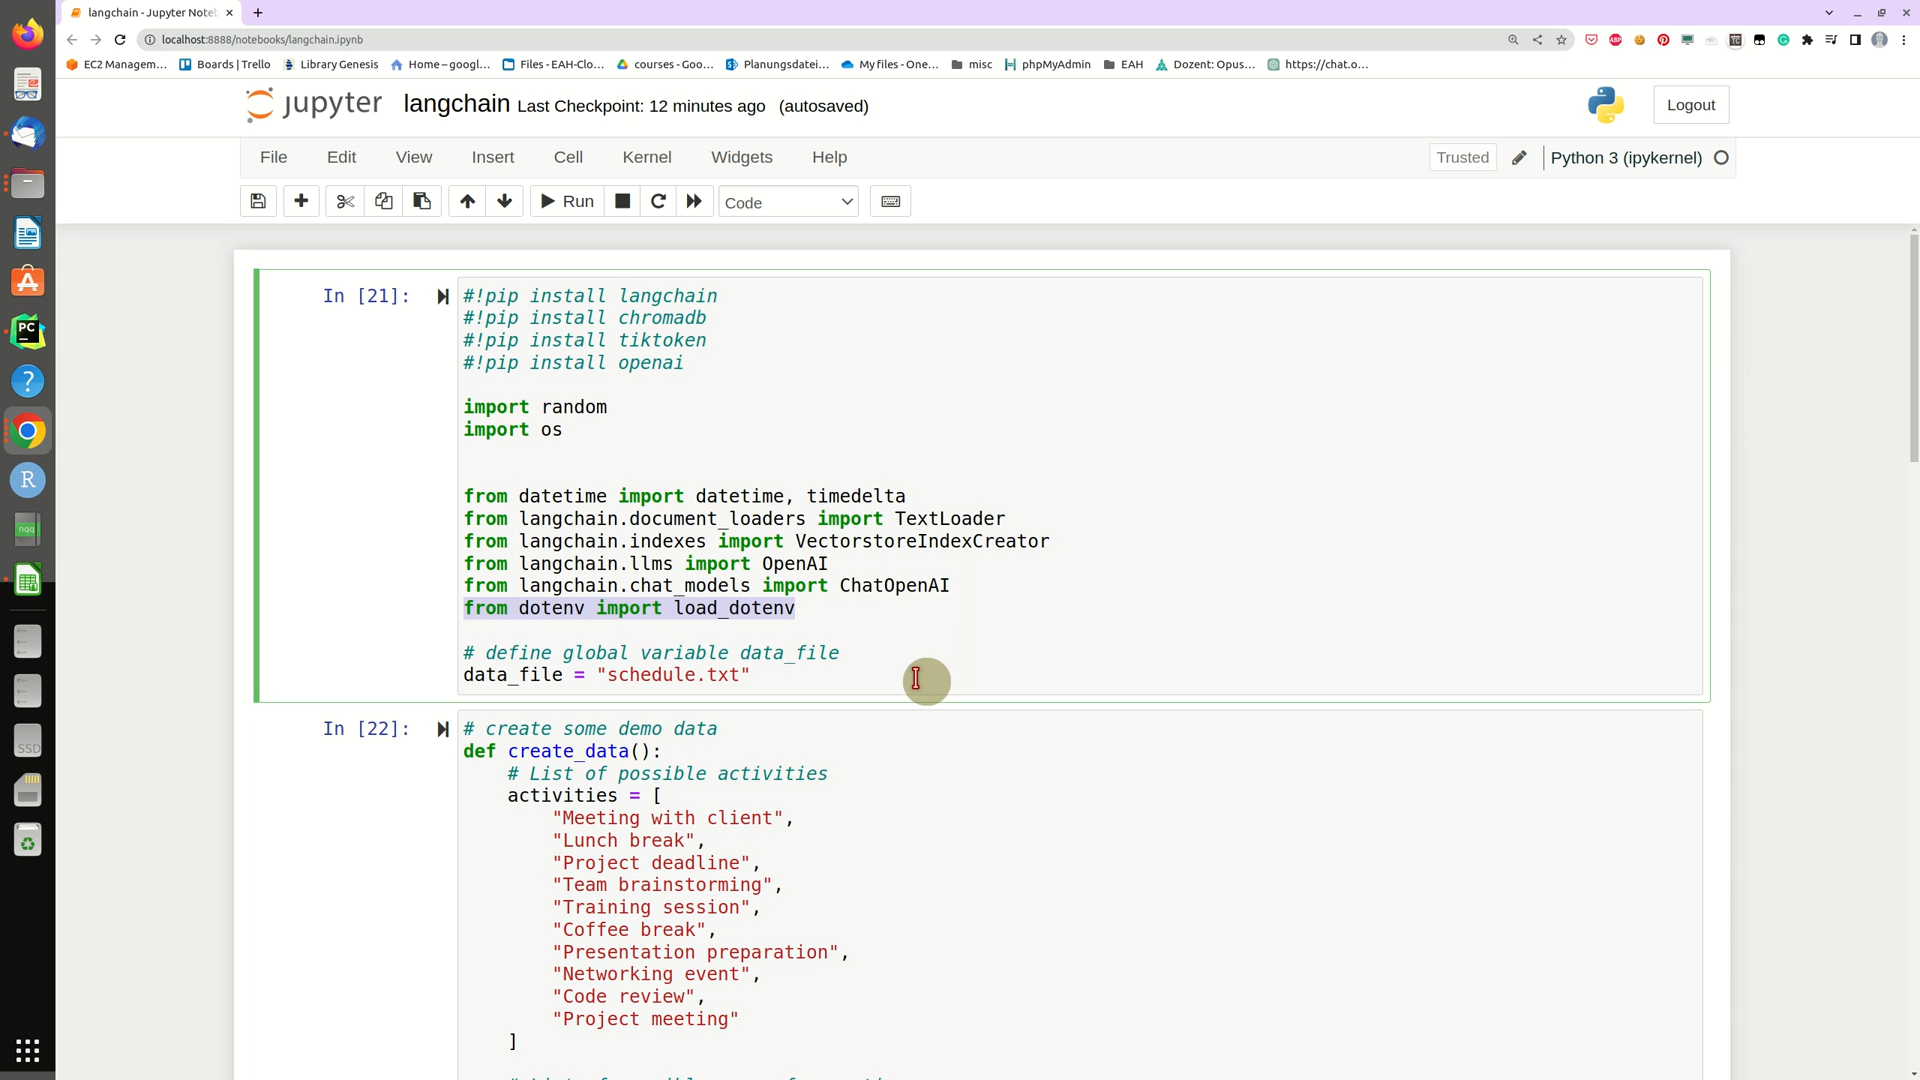 langchain - Jupyter Noteb
localhost:8888/notebooks/langchain.ipynb
EC2 Managem... Boards | Trello Library Genesis Home – googl... Files - EAH-Clo... courses - Goo... Planungsdatei... My files - One... misc phpMyAdmin EAH Dozent: Opus... https://chat.o...
jupyter langchain Last Checkpoint: 12 minutes ago (autosaved) Logout
File Edit View Insert Cell Kernel Widgets Help Trusted Python 3 (ipykernel)
Run Code
In [21]: #!pip install langchain
#!pip install chromadb
#!pip install tiktoken
#!pip install openai
import random
import os
from datetime import datetime, timedelta
from langchain.document_loaders import TextLoader
from langchain.indexes import VectorstoreIndexCreator
from langchain.llms import OpenAI
from langchain.chat_models import ChatOpenAI
from dotenv import load_dotenv
# define global variable data_file
data_file = "schedule.txt"
In [22]: # create some demo data
def create_data():
# List of possible activities
activities = [
"Meeting with client",
"Lunch break",
"Project deadline",
"Team brainstorming",
"Training session",
"Coffee break",
"Presentation preparation",
"Networking event",
"Code review",
"Project meeting"
]
PC
R
nqq
SSD
ABP